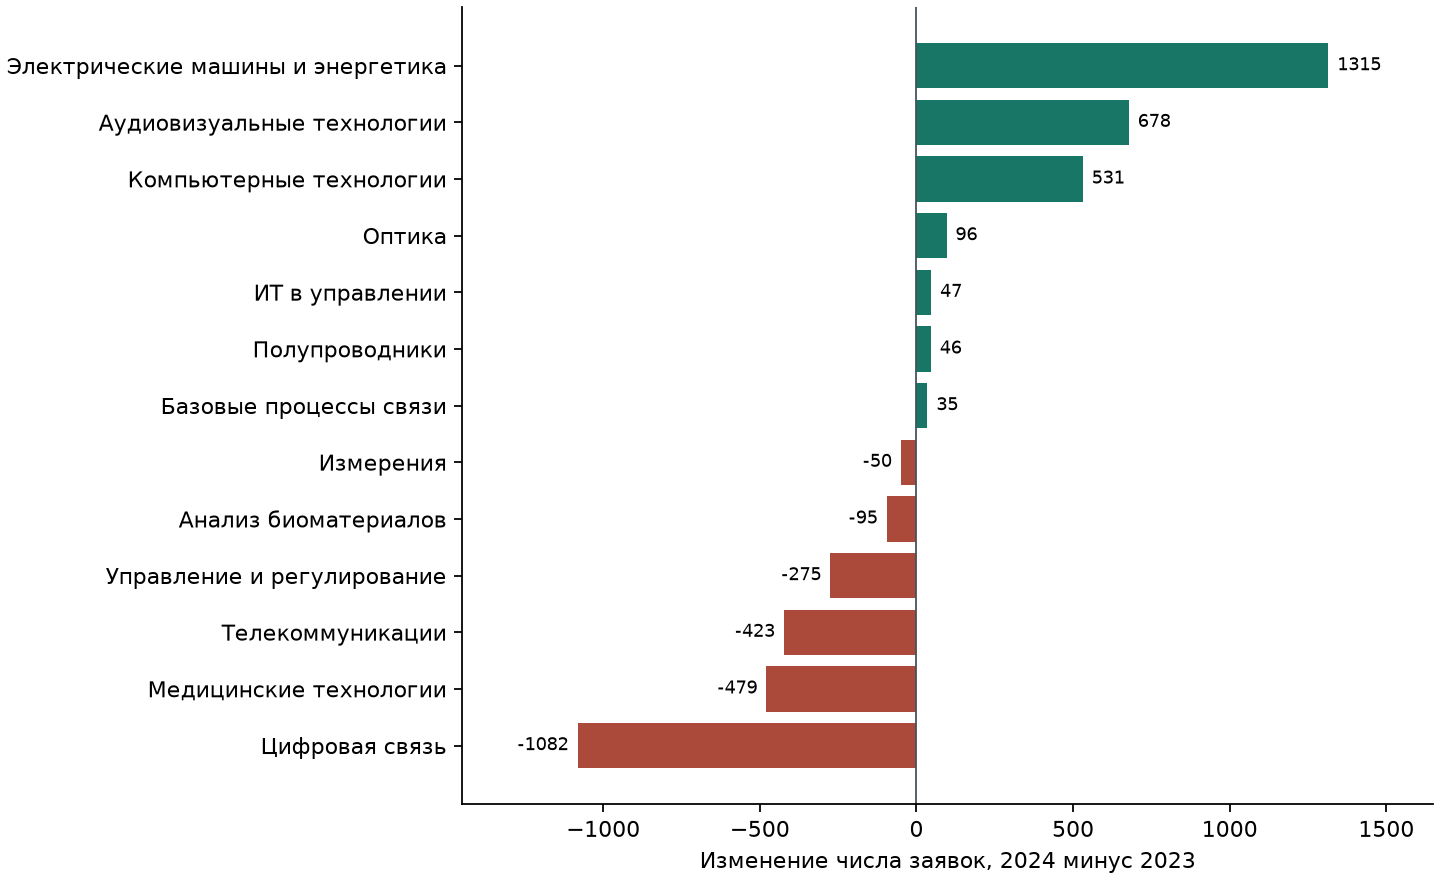 Электрические машины и энергетика 1315
Аудиовизуальные технологии 678
Компьютерные технологии 531
Оптика 96
ИТ в управлении 47
Полупроводники 46
Базовые процессы связи 35
Измерения -50
Анализ биоматериалов -95
Управление и регулирование -275
Телекоммуникации -423
Медицинские технологии -479
Цифровая связь -1082
−1000 −500 0 500 1000 1500
Изменение числа заявок, 2024 минус 2023